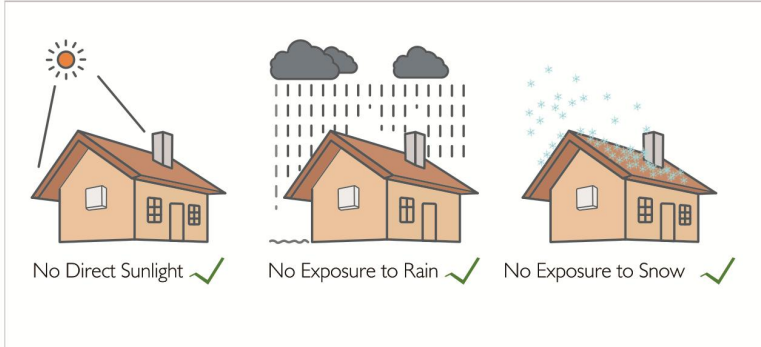 No Direct Sunlight
No Exposure to Rain
No Exposure to Snow